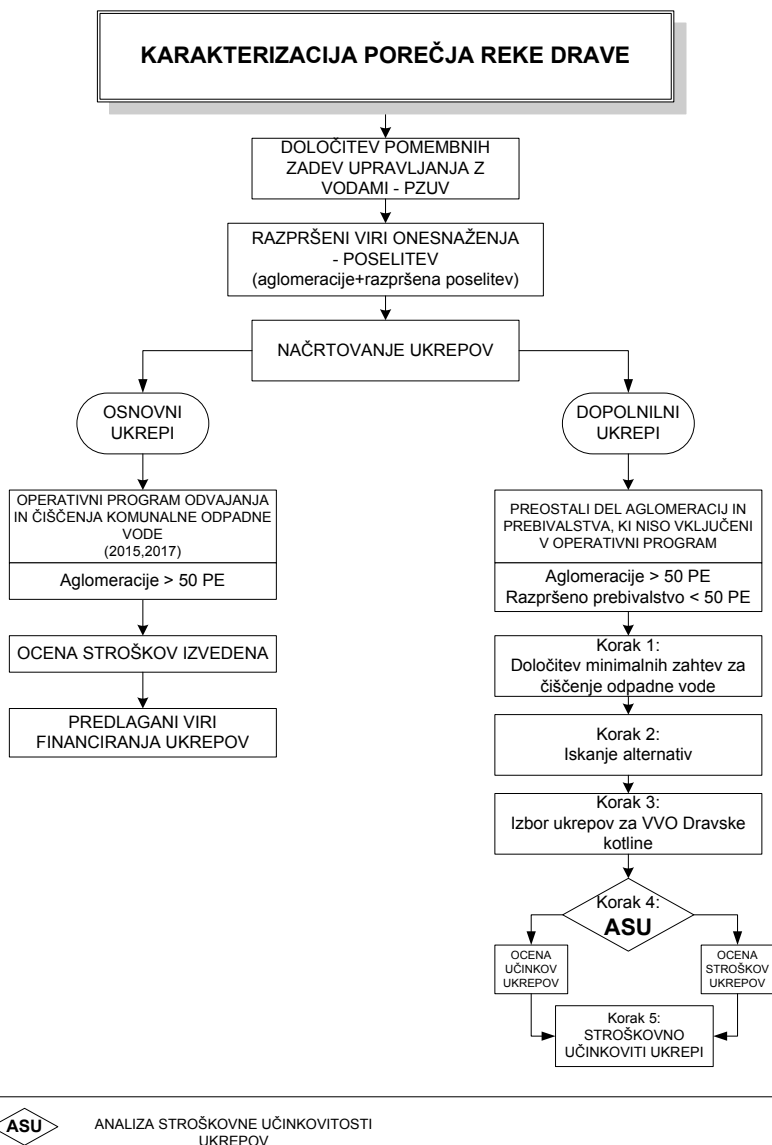 KARAKTERIZACIJA POREČJA REKE DRAVE
DOLOČITEV POMEMBNIH
ZADEV UPRAVLJANJA Z
VODAMI - PZUV
RAZPRŠENI VIRI ONESNAŽENJA
- POSELITEV
(aglomeracije+razpršena poselitev)
NAČRTOVANJE UKREPOV
OSNOVNI
UKREPI
OPERATIVNI PROGRAM ODVAJANJA
IN ČIŠČENJA KOMUNALNE ODPADNE
VODE
(2015,2017)
Aglomeracije > 50 PE
OCENA STROŠKOV IZVEDENA
PREDLAGANI VIRI
FINANCIRANJA UKREPOV
DOPOLNILNI
UKREPI
PREOSTALI DEL AGLOMERACIJ IN
PREBIVALSTVA, KI NISO VKLJUČENI
V OPERATIVNI PROGRAM
Aglomeracije > 50 PE
Razpršeno prebivalstvo < 50 PE
Korak 1:
Določitev minimalnih zahtev za
čiščenje odpadne vode
Korak 2:
Iskanje alternativ
Korak 3:
Izbor ukrepov za VVO Dravske
kotline
Korak 4:
ASU
OCENA
UČINKOV
UKREPOV
OCENA
STROŠKOV
UKREPOV
Korak 5:
STROŠKOVNO
UČINKOVITI UKREPI
ASU
ANALIZA STROŠKOVNE UČINKOVITOSTI
UKREPOV